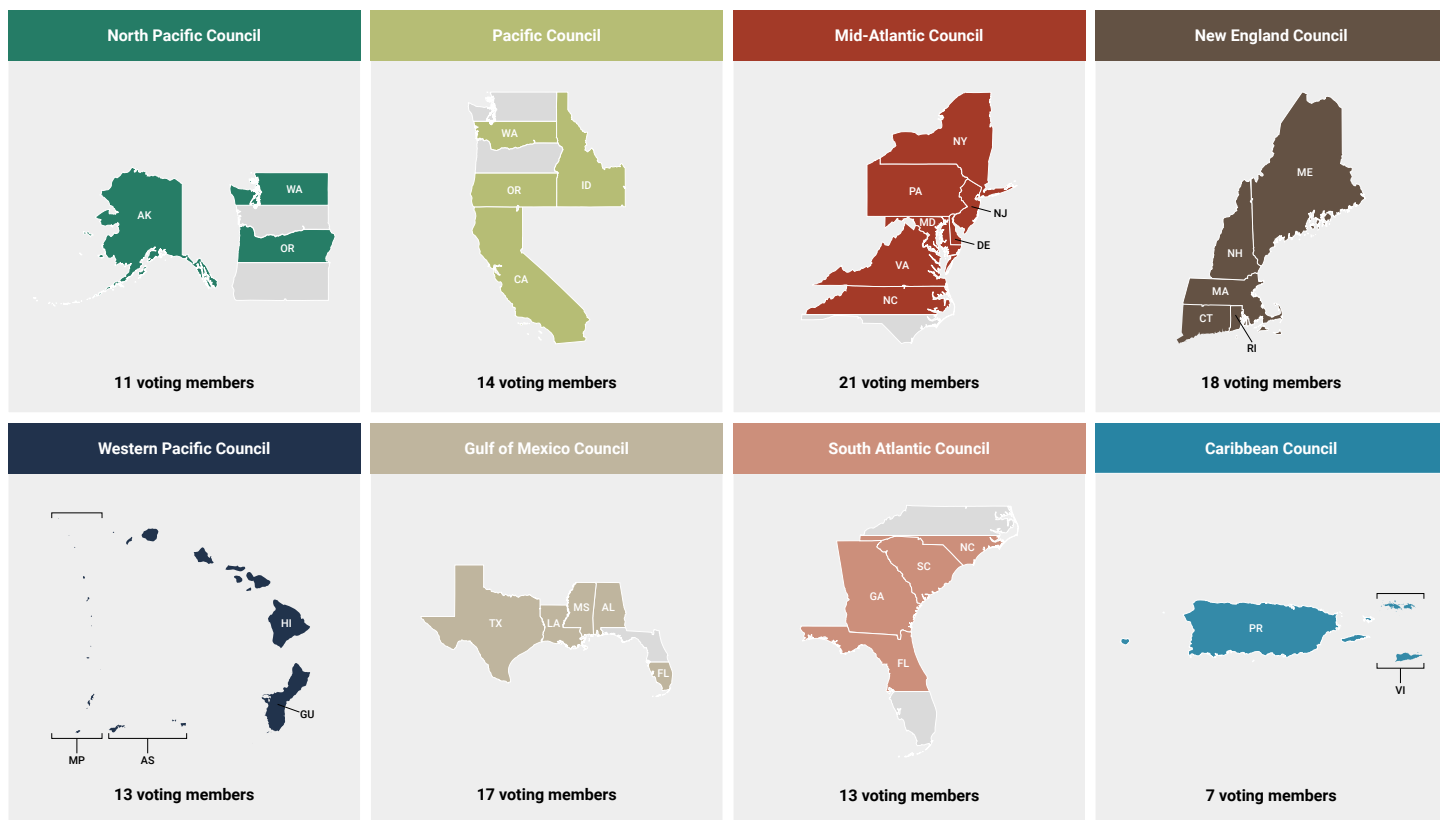 North Pacific Council
AK
WA
OR
11 voting members
Pacific Council
WA
OR
ID
CA
14 voting members
Mid-Atlantic Council
NY
PA
NJ
MD
DE
VA
NC
21 voting members
New England Council
ME
NH
MA
CT
RI
18 voting members
Western Pacific Council
HI
GU
MP
AS
13 voting members
Gulf of Mexico Council
TX
LA
MS
AL
FL
17 voting members
South Atlantic Council
NC
SC
GA
FL
13 voting members
Caribbean Council
PR
VI
7 voting members